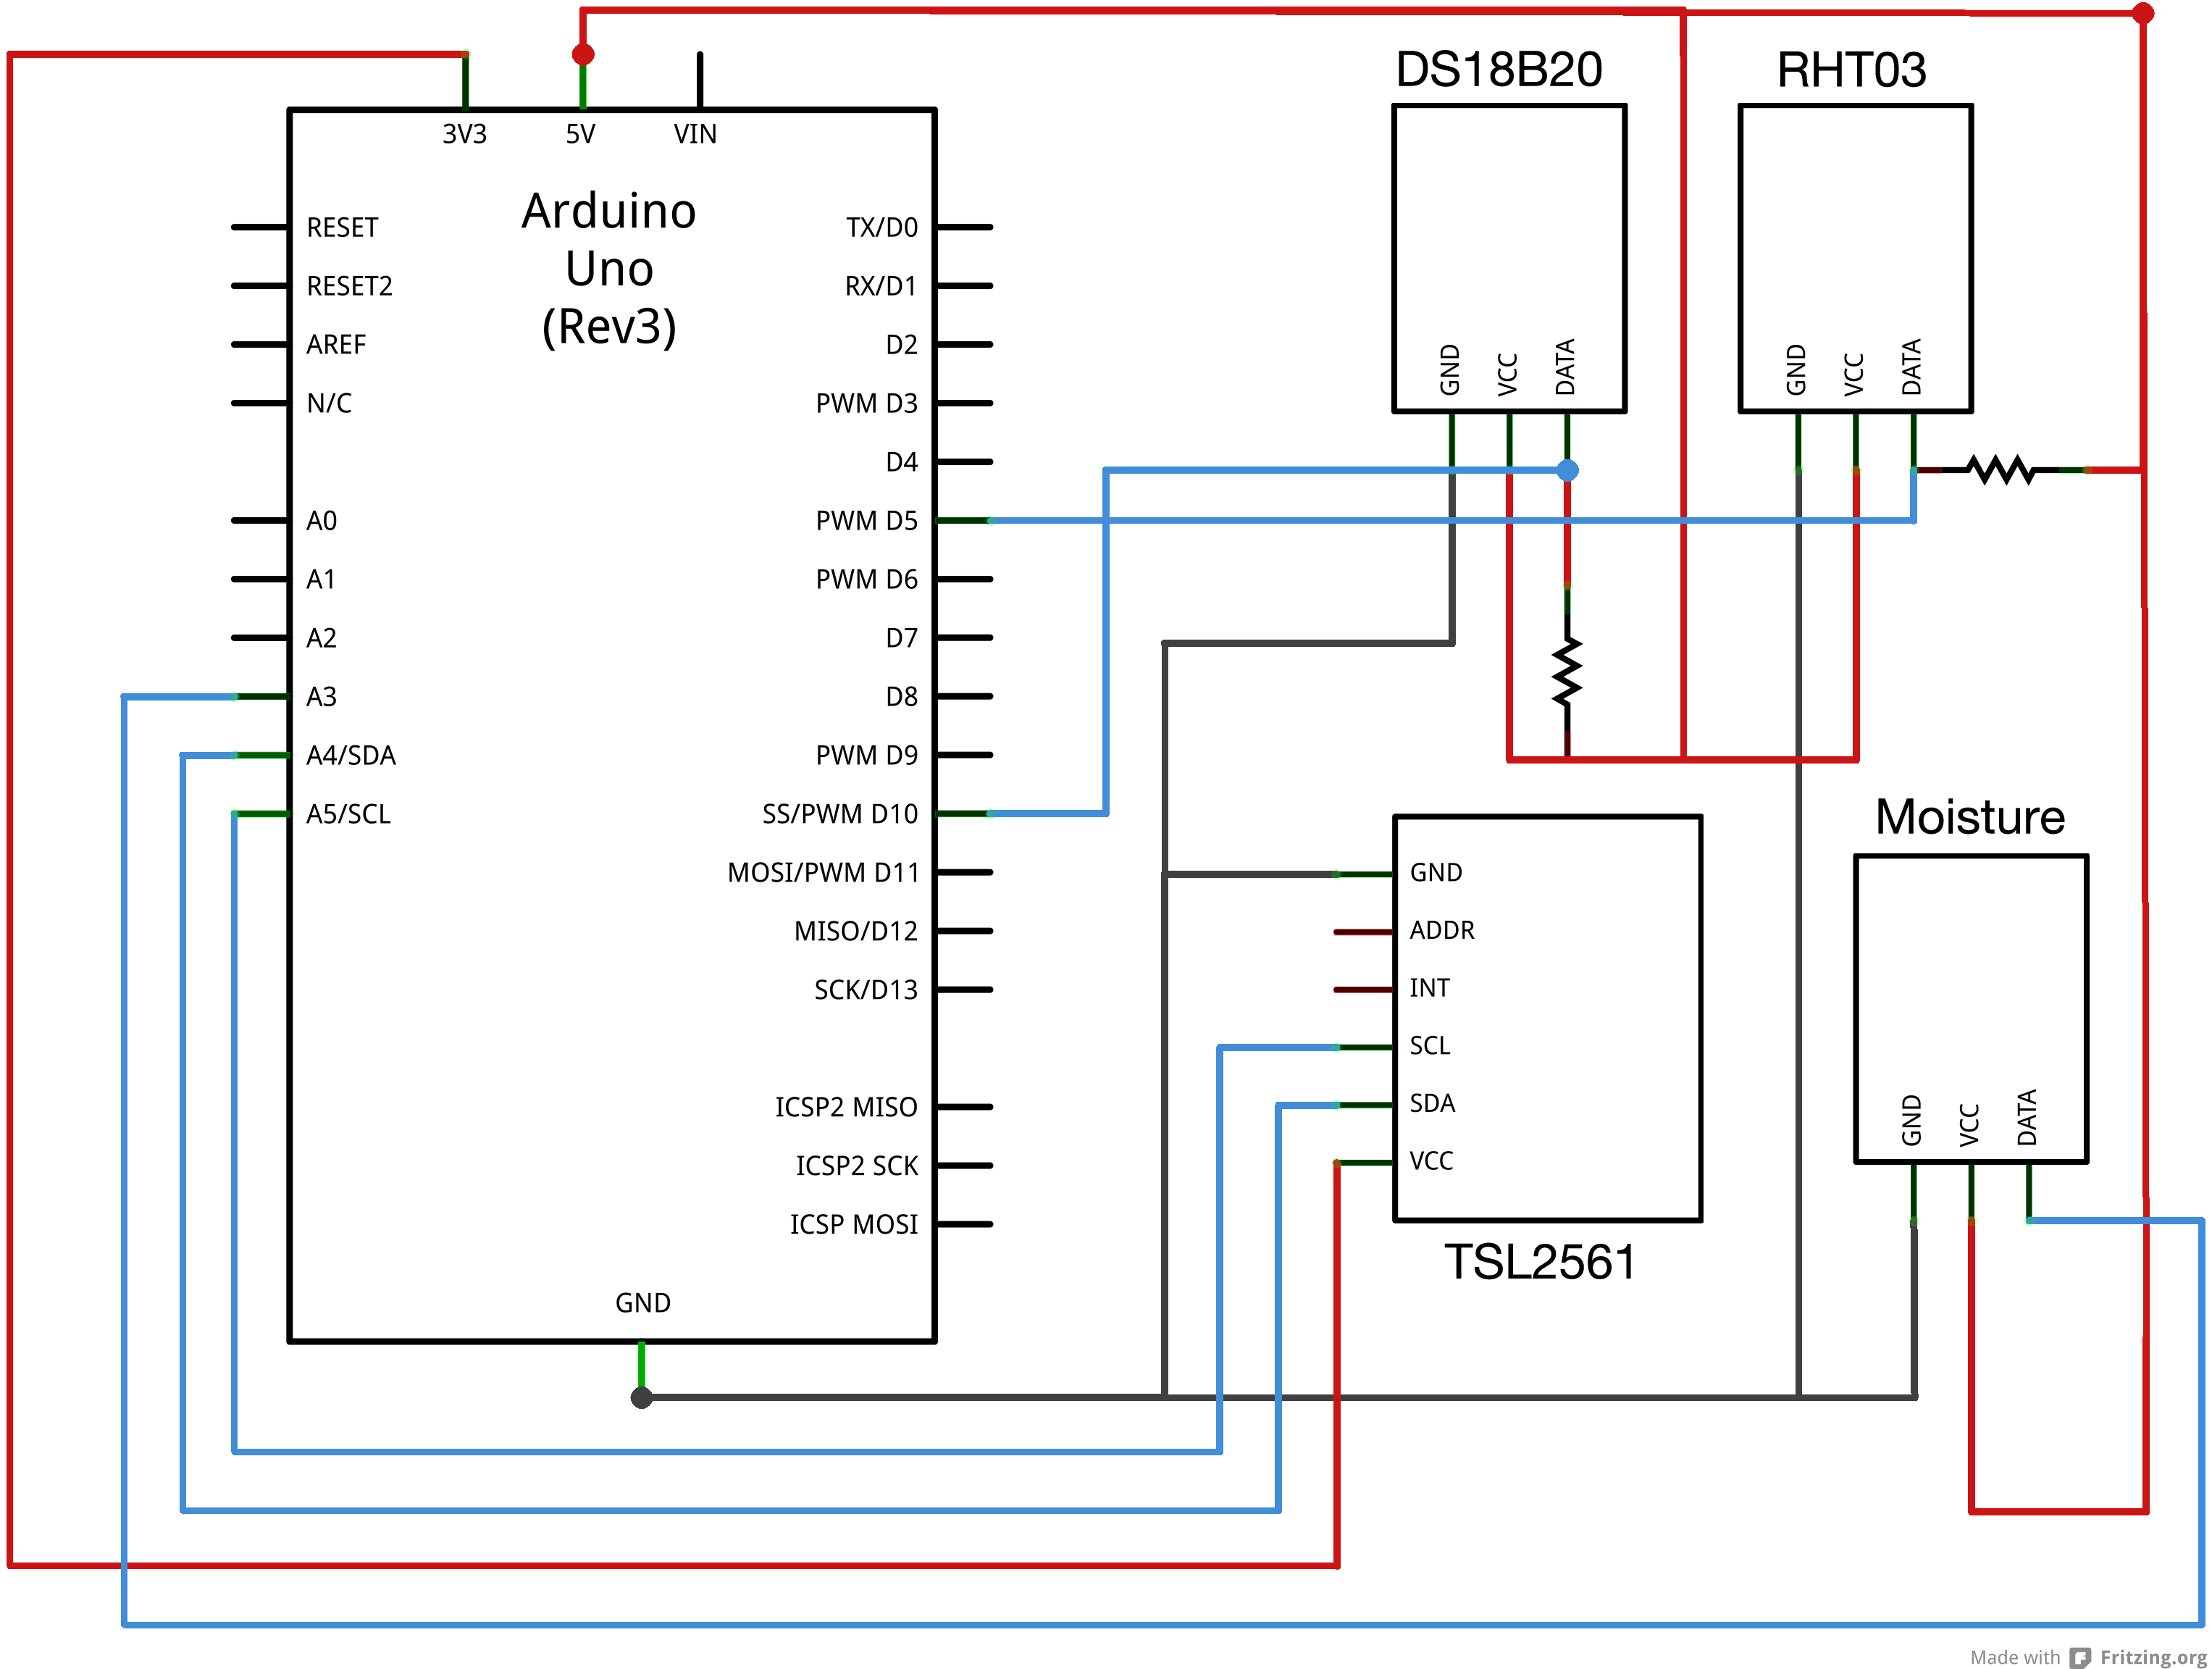 3V3
5V
VIN
Arduino
Uno
(Rev3)
RESET
RESET2
AREF
N/C
A0
A1
A2
A3
A4/SDA
A5/SCL
TX/D0
RX/D1
D2
PWM D3
D4
PWM D5
PWM D6
D7
D8
PWM D9
SS/PWM D10
MOSI/PWM D11
MISO/D12
SCK/D13
ICSP2 MISO
ICSP2 SCK
ICSP MOSI
GND
DS18B20
GND
VCC
DATA
RHT03
GND
VCC
DATA
GND
ADDR
INT
SCL
SDA
VCC
TSL2561
Moisture
GND
VCC
DATA
Made with Fritzing.org